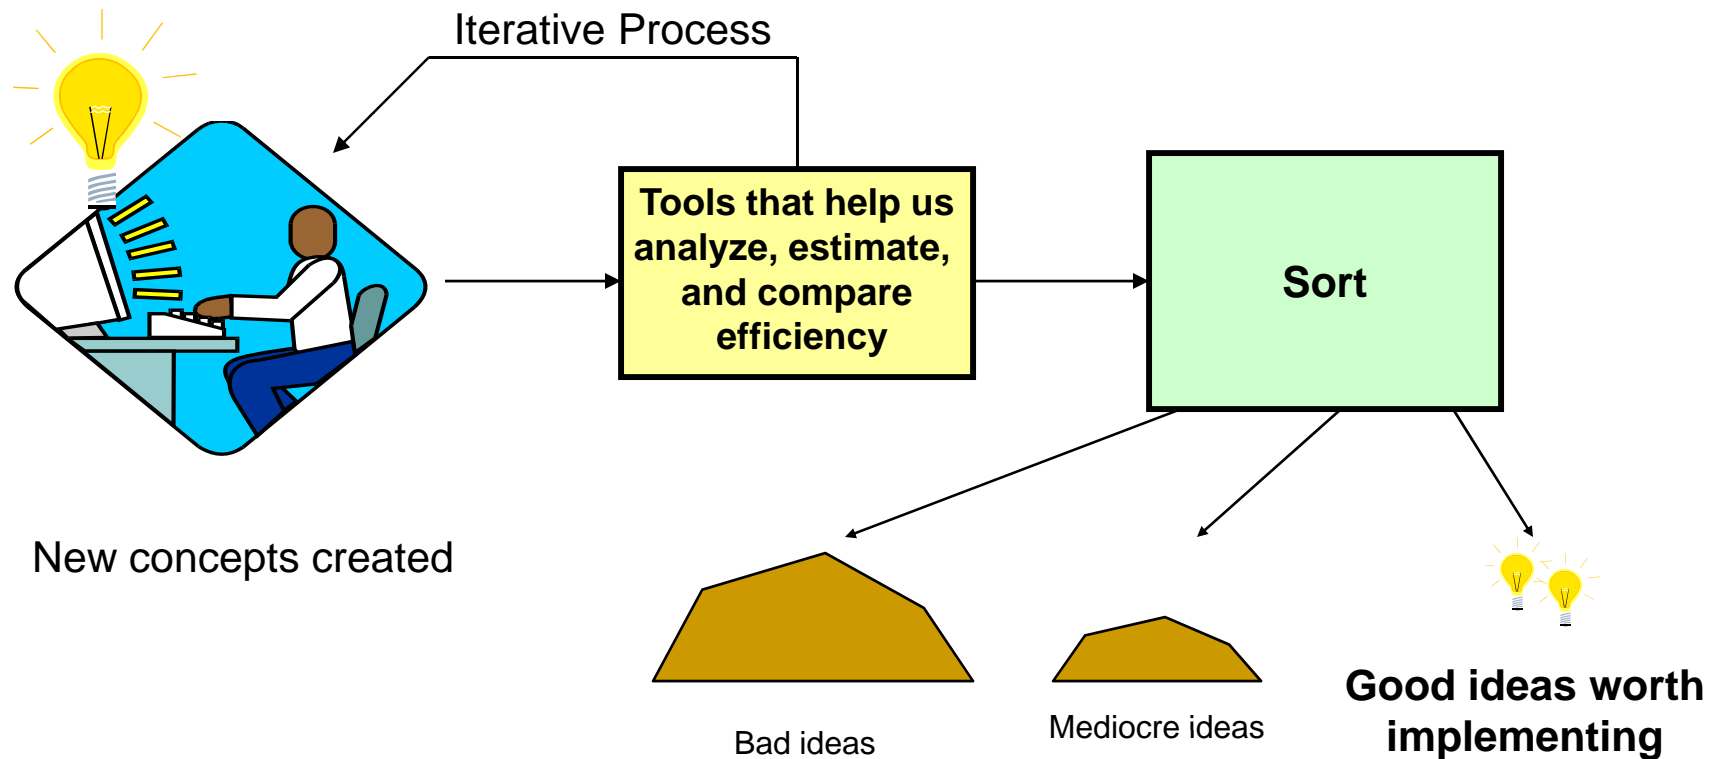 Iterative Process
Tools that help us
analyze, estimate,
and compare
efficiency
Sort
New concepts created
Bad ideas
Mediocre ideas
Good ideas worth
implementing